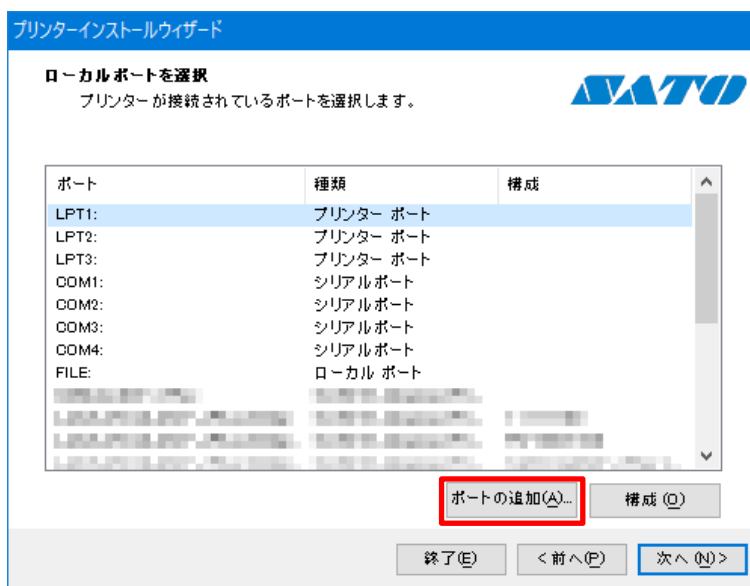 プリンターインストールウィザード
ローカルポートを選択
プリンターが接続されているポートを選択します。
SATO
ポート 種類 構成
LPT1: プリンター ポート
LPT2: プリンター ポート
LPT3: プリンター ポート
COM1: シリアルポート
COM2: シリアルポート
COM3: シリアルポート
COM4: シリアルポート
FILE: ローカル ポート
ポートの追加(A)... 構成 (O)
終了(E) <前へ(P) 次へ (N)>